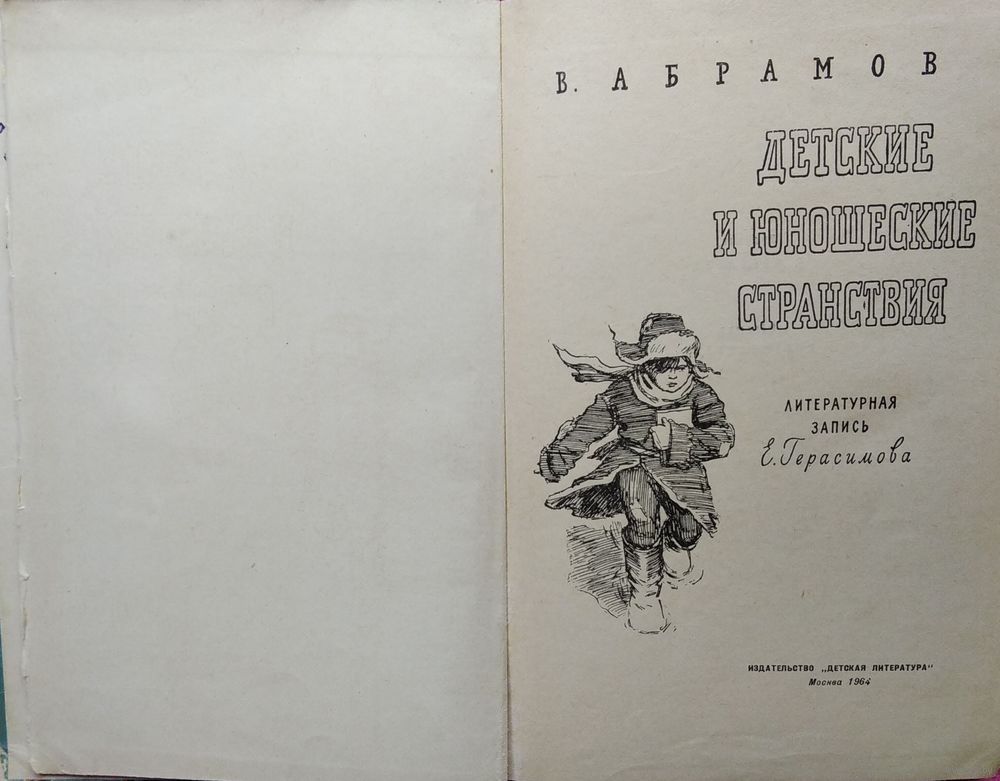 В. АБРАМОВ
ДЕТСКИЕ
И ЮНОШЕСКИЕ
СТРАНСТВИЯ
ЛИТЕРАТУРНАЯ
ЗАПИСЬ
Е. Герасимова
ИЗДАТЕЛЬСТВО „ДЕТСКАЯ ЛИТЕРАТУРА“
Москва 1964